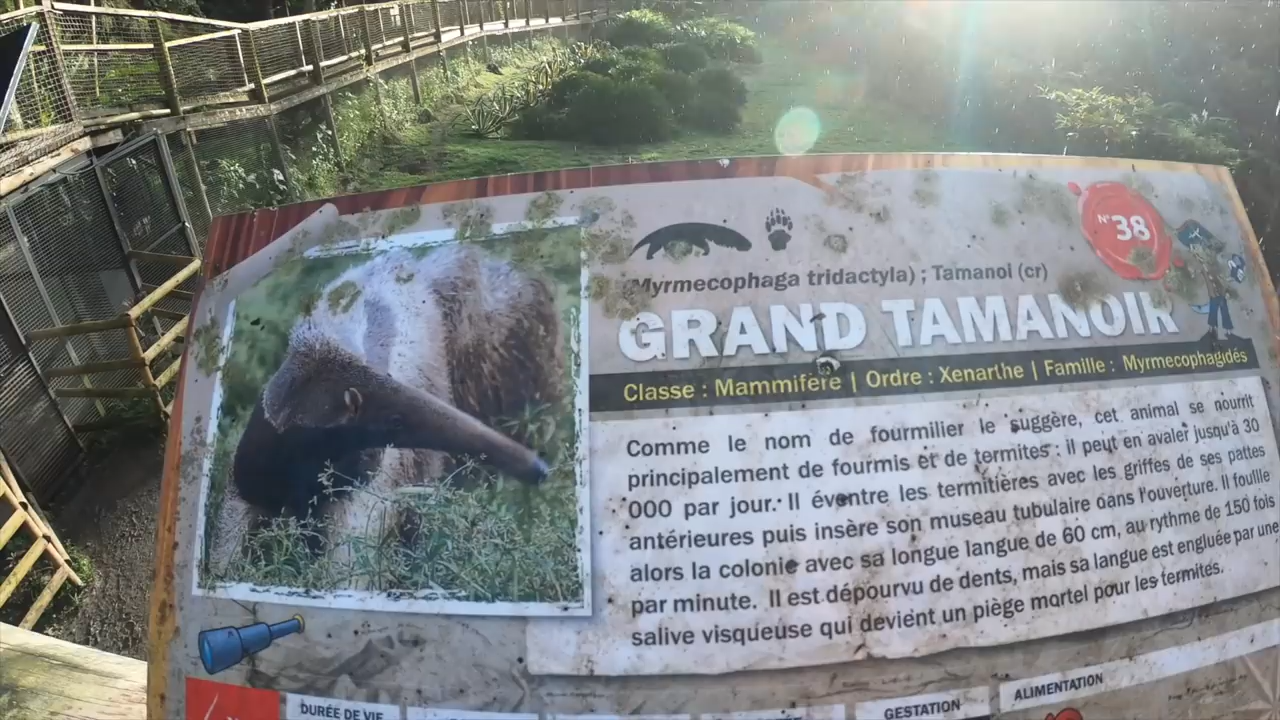 N°38
(Myrmecophaga tridactyla) ; Tamanol (cr)
GRAND TAMANOIR
Classe : Mammifère | Ordre : Xenarthe | Famille : Myrmecophagidés
Comme le nom de fourmilier le suggère, cet animal se nourrit
principalement de fourmis et de termites : il peut en avaler jusqu'à 30
000 par jour. Il éventre les termitières avec les griffes de ses pattes
antérieures puis insère son museau tubulaire dans l'ouverture. Il fouille
alors la colonie avec sa longue langue de 60 cm, au rythme de 150 fois
par minute. Il est dépourvu de dents, mais sa langue est engluée par une
salive visqueuse qui devient un piège mortel pour les termites.
DURÉE DE VIE
GESTATION
ALIMENTATION